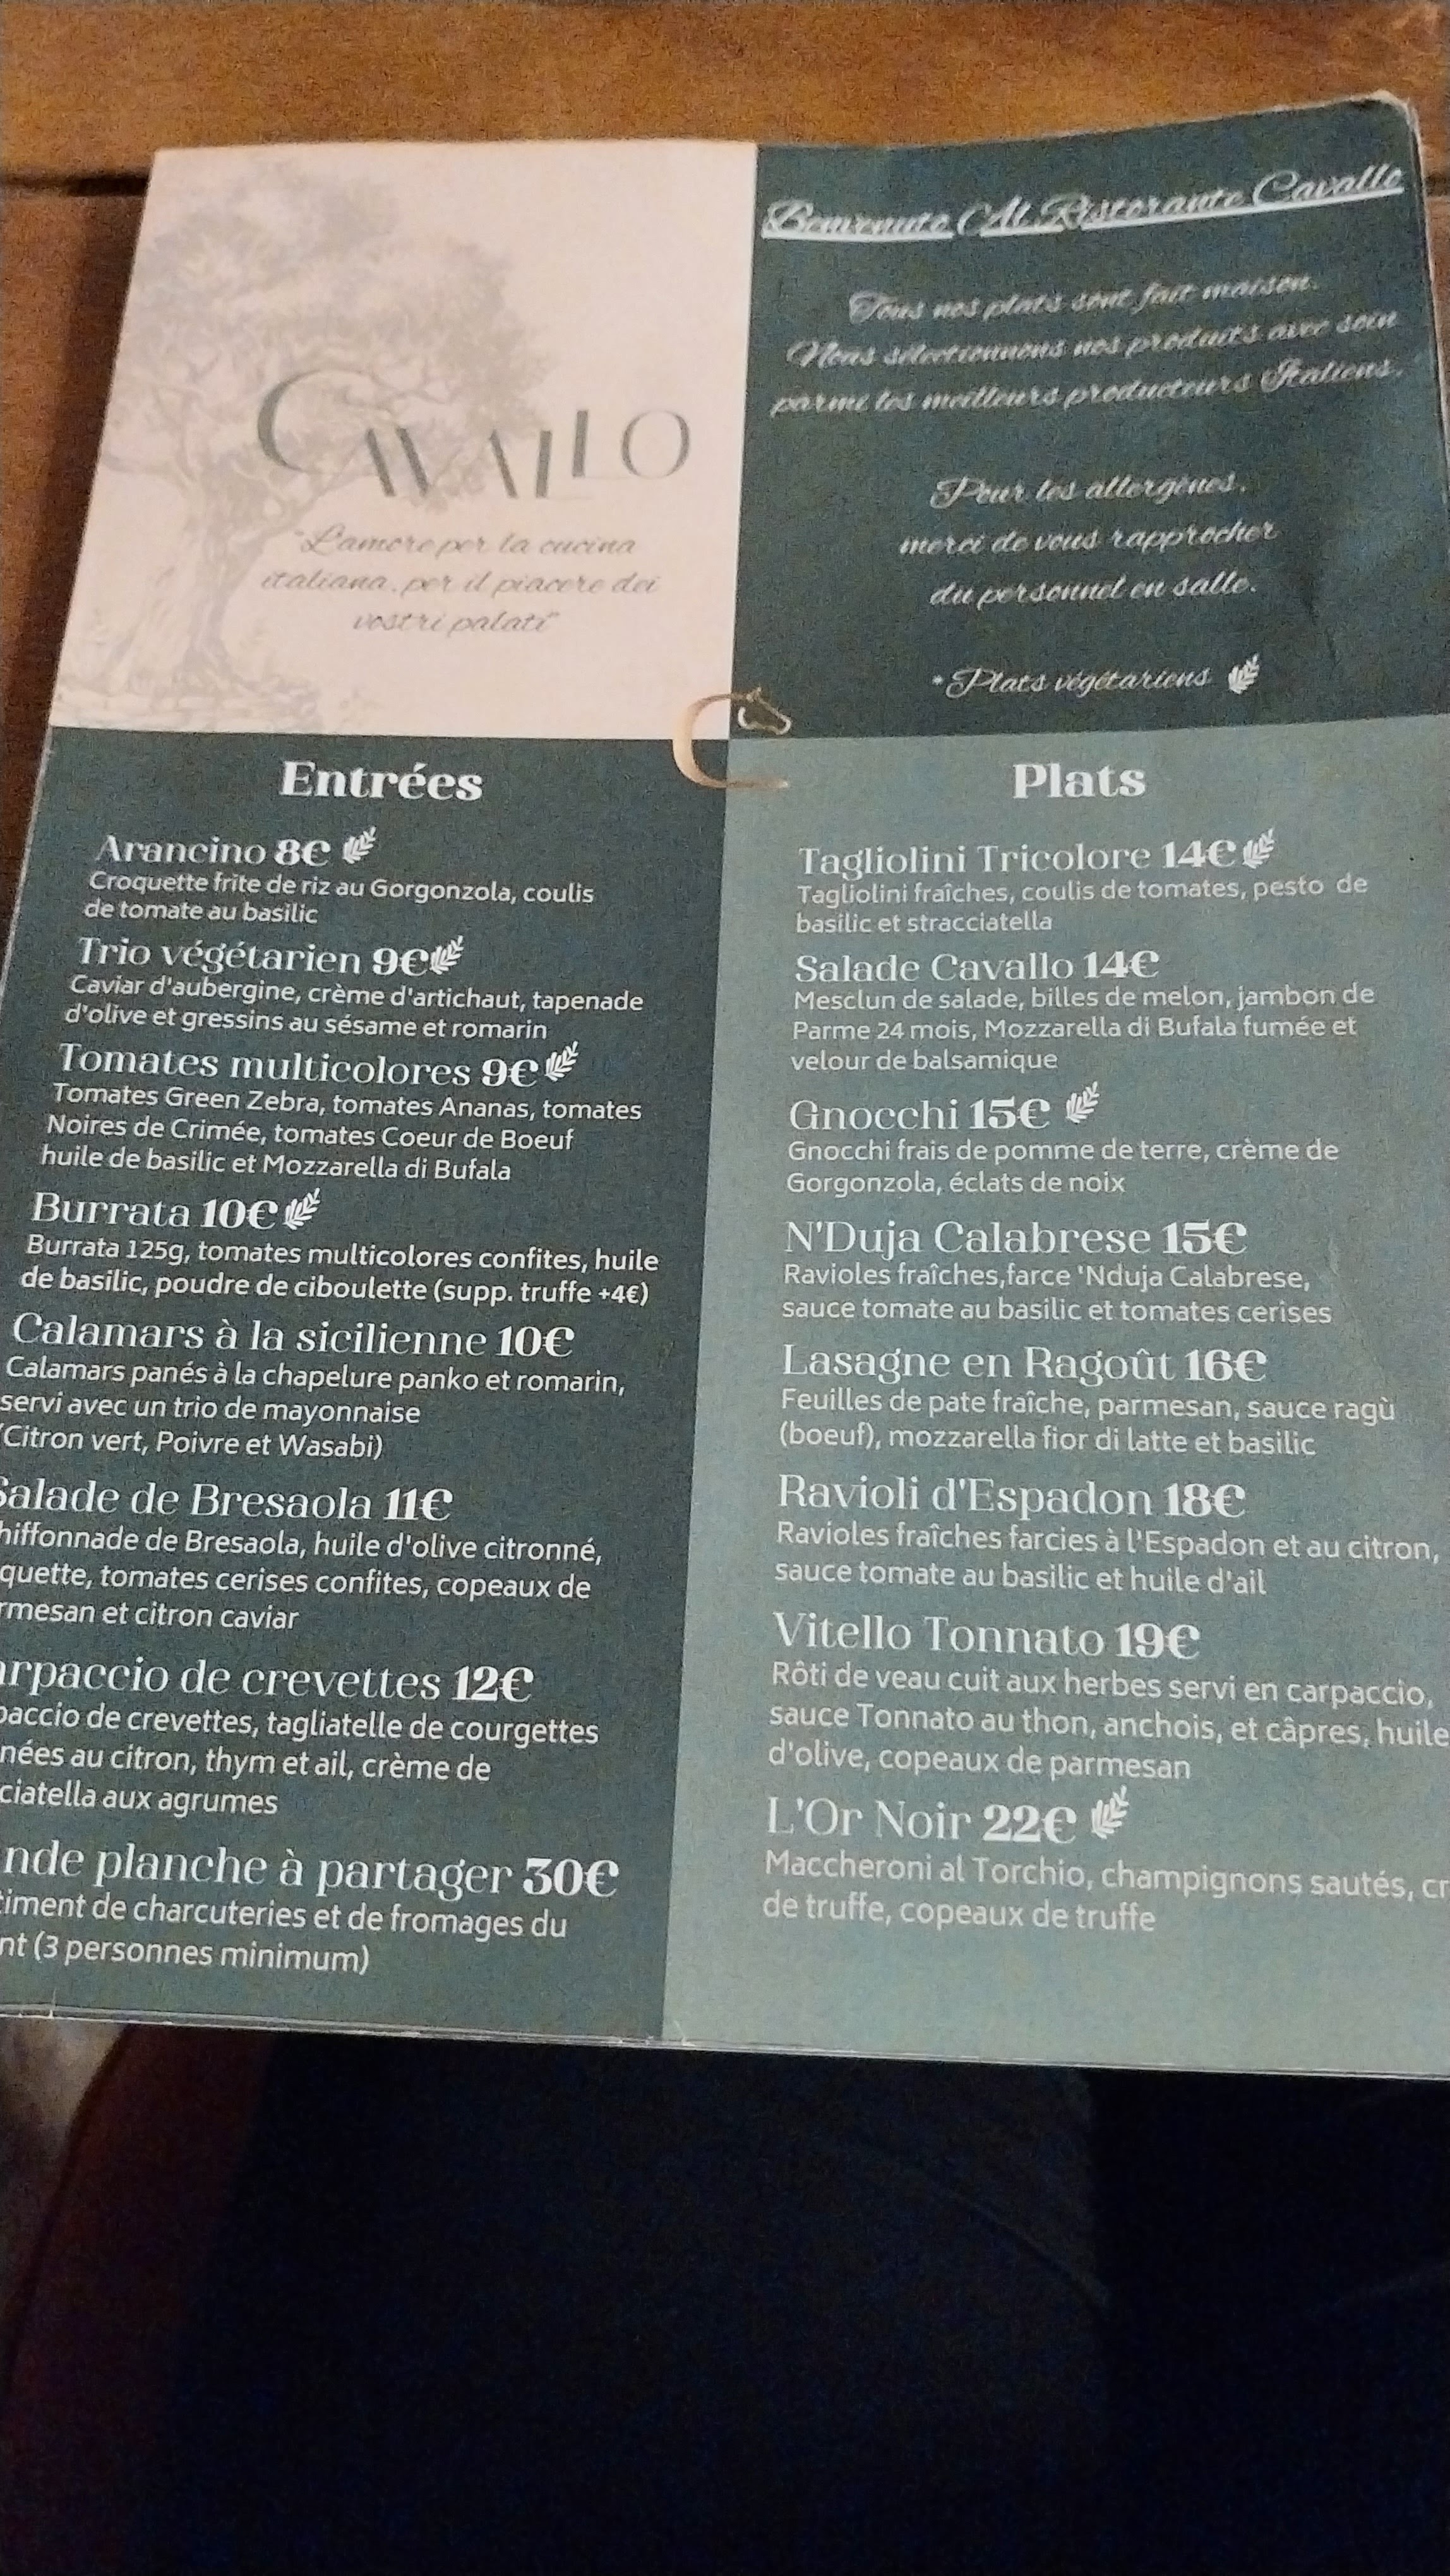 CAVALLO
"L'amore per la cucina
italiana, per il piacere dei
vostri palati"
Benvenuto Al Ristorante Cavallo
Tous nos plats sont fait maison.
Nous sélectionnons nos produits avec soin
parmi les meilleurs producteurs Italiens.
Pour les allergènes,
merci de vous rapprocher
du personnel en salle.
*Plats végétariens
Entrées
Arancino 8€
Croquette frite de riz au Gorgonzola, coulis
de tomate au basilic
Trio végétarien 9€
Caviar d'aubergine, crème d'artichaut, tapenade
d'olive et gressins au sésame et romarin
Tomates multicolores 9€
Tomates Green Zebra, tomates Ananas, tomates
Noires de Crimée, tomates Coeur de Boeuf
huile de basilic et Mozzarella di Bufala
Burrata 10€
Burrata 125g, tomates multicolores confites, huile
de basilic, poudre de ciboulette (supp. truffe +4€)
Calamars à la sicilienne 10€
Calamars panés à la chapelure panko et romarin,
servi avec un trio de mayonnaise
(Citron vert, Poivre et Wasabi)
Salade de Bresaola 11€
hiffonnade de Bresaola, huile d'olive citronné,
quette, tomates cerises confites, copeaux de
rmesan et citron caviar
arpaccio de crevettes 12€
paccio de crevettes, tagliatelle de courgettes
nées au citron, thym et ail, crème de
ciatella aux agrumes
nde planche à partager 30€
timent de charcuteries et de fromages du
nt (3 personnes minimum)
Plats
Tagliolini Tricolore 14€
Tagliolini fraîches, coulis de tomates, pesto de
basilic et stracciatella
Salade Cavallo 14€
Mesclun de salade, billes de melon, jambon de
Parme 24 mois, Mozzarella di Bufala fumée et
velour de balsamique
Gnocchi 15€
Gnocchi frais de pomme de terre, crème de
Gorgonzola, éclats de noix
N'Duja Calabrese 15€
Ravioles fraîches,farce 'Nduja Calabrese,
sauce tomate au basilic et tomates cerises
Lasagne en Ragoût 16€
Feuilles de pate fraîche, parmesan, sauce ragù
(boeuf), mozzarella fior di latte et basilic
Ravioli d'Espadon 18€
Ravioles fraîches farcies à l'Espadon et au citron,
sauce tomate au basilic et huile d'ail
Vitello Tonnato 19€
Rôti de veau cuit aux herbes servi en carpaccio,
sauce Tonnato au thon, anchois, et câpres, huile
d'olive, copeaux de parmesan
L'Or Noir 22€
Maccheroni al Torchio, champignons sautés, cr
de truffe, copeaux de truffe